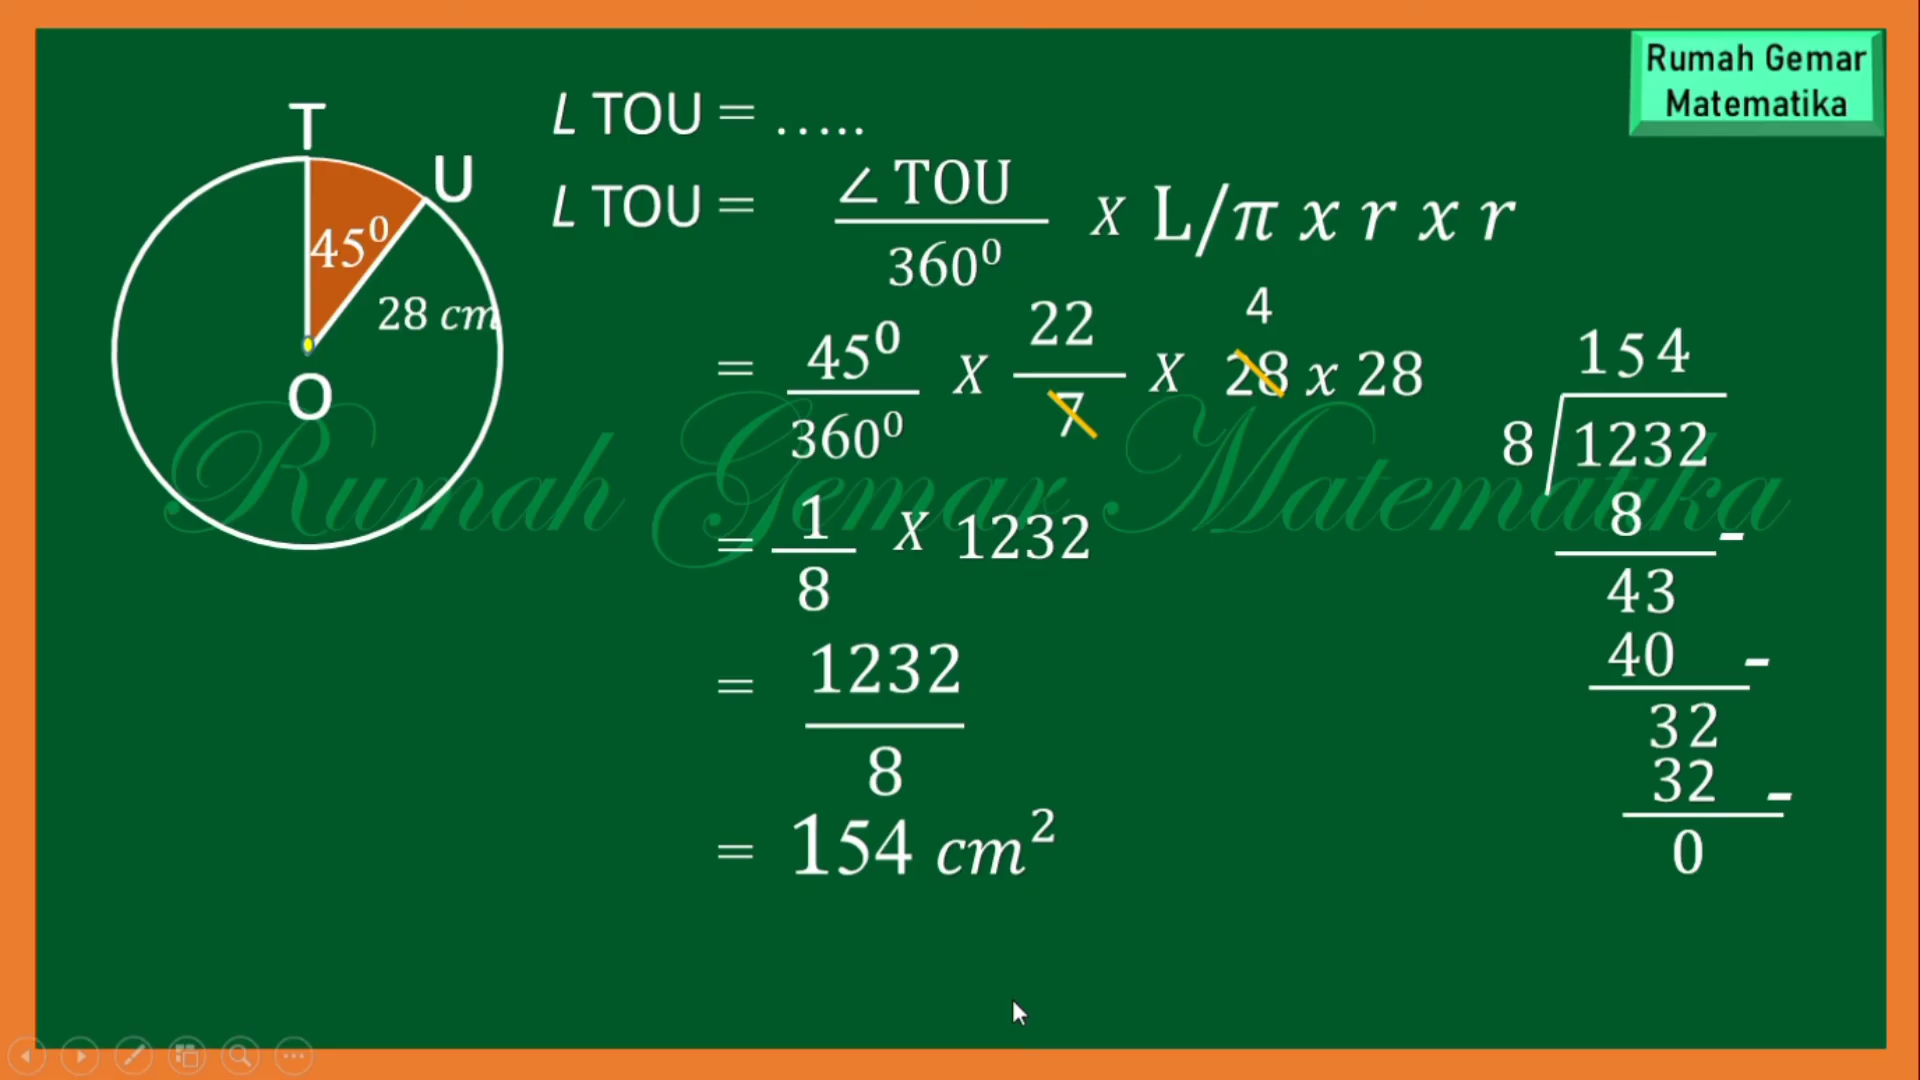 Rumah Gemar
Matematika
T
U
45⁰
28 cm
O
L TOU = .....
L TOU = ∠ TOU / 360⁰ X L/π x r x r
= 45⁰ / 360⁰ X 22 / 7 X 28 x 28
4
= 1 / 8 X 1232
= 1232 / 8
= 154 cm²
154
8 1232
8 -
43
40 -
32
32 -
0
Rumah Gemar Matematika